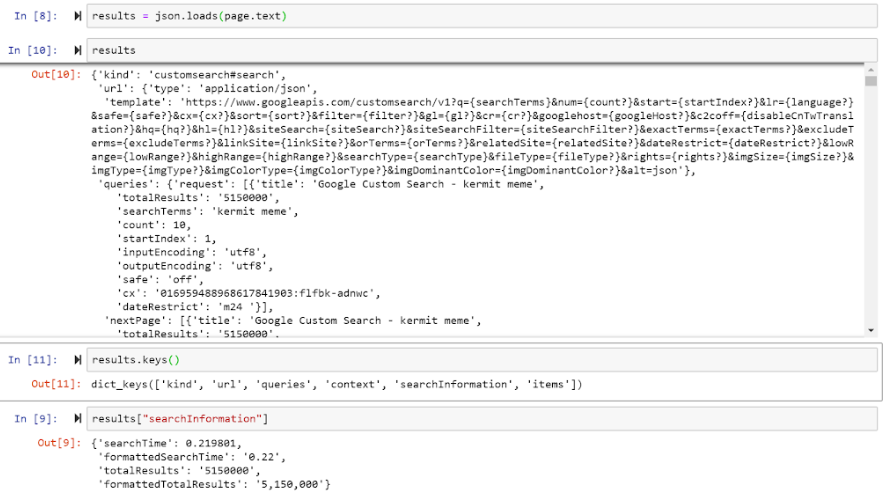 In [8]: results = json.loads(page.text)
In [10]: results
Out[10]: {'kind': 'customsearch#search',
'url': {'type': 'application/json',
'template': 'https://www.googleapis.com/customsearch/v1?q={searchTerms}&num={count?}&start={startIndex?}&lr={language?}
&safe={safe?}&cx={cx?}&sort={sort?}&filter={filter?}&gl={gl?}&cr={cr?}&googlehost={googleHost?}&c2coff={disableCnTwTransl
ation?}&hq={hq?}&hl={hl?}&siteSearch={siteSearch?}&siteSearchFilter={siteSearchFilter?}&exactTerms={exactTerms?}&excludeT
erms={excludeTerms?}&linkSite={linkSite?}&orTerms={orTerms?}&relatedSite={relatedSite?}&dateRestrict={dateRestrict?}&lowR
ange={lowRange?}&highRange={highRange?}&searchType={searchType}&fileType={fileType?}&rights={rights?}&imgSize={imgSize?}&
imgType={imgType?}&imgColorType={imgColorType?}&imgDominantColor={imgDominantColor?}&alt=json'},
'queries': {'request': [{'title': 'Google Custom Search - kermit meme',
'totalResults': '5150000',
'searchTerms': 'kermit meme',
'count': 10,
'startIndex': 1,
'inputEncoding': 'utf8',
'outputEncoding': 'utf8',
'safe': 'off',
'cx': '016959488968617841903:flfbk-adnwc',
'dateRestrict': 'm24 '}],
'nextPage': [{'title': 'Google Custom Search - kermit meme',
'totalResults': '5150000',
In [11]: results.keys()
Out[11]: dict_keys(['kind', 'url', 'queries', 'context', 'searchInformation', 'items'])
In [9]: results["searchInformation"]
Out[9]: {'searchTime': 0.219801,
'formattedSearchTime': '0.22',
'totalResults': '5150000',
'formattedTotalResults': '5,150,000'}